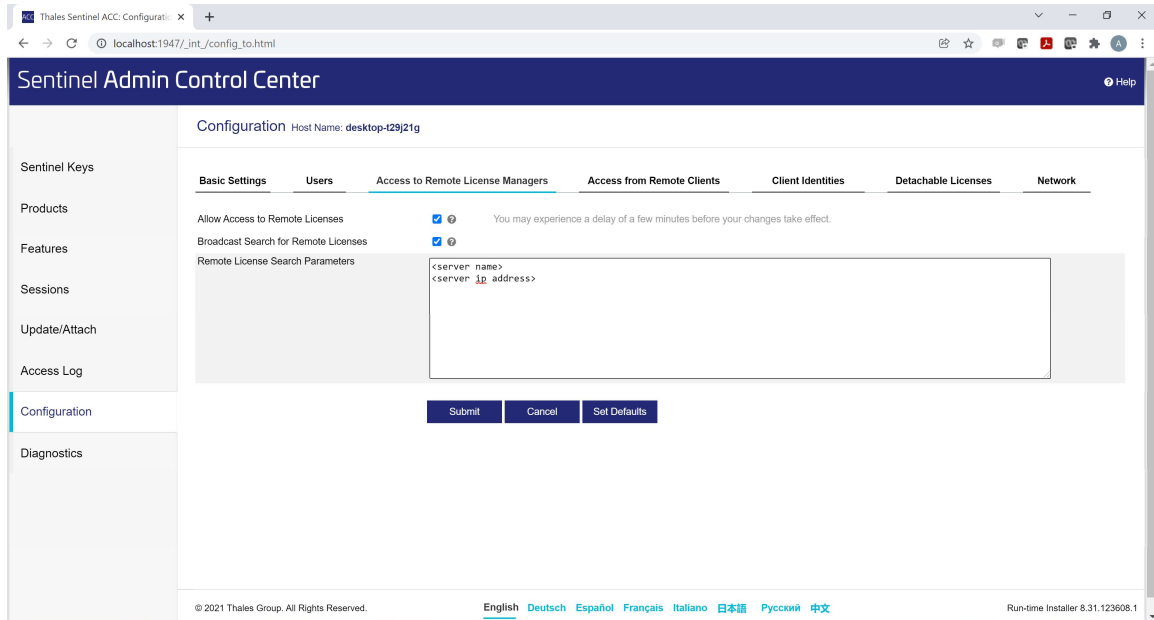 ACC Thales Sentinel ACC: Configuratio
localhost:1947/_int_/config_to.html
A
Sentinel Admin Control Center
Help
Configuration Host Name: desktop-t29j21g
Sentinel Keys
Products
Features
Sessions
Update/Attach
Access Log
Configuration
Diagnostics
Basic Settings Users Access to Remote License Managers Access from Remote Clients Client Identities Detachable Licenses Network
Allow Access to Remote Licenses You may experience a delay of a few minutes before your changes take effect.
Broadcast Search for Remote Licenses
Remote License Search Parameters
<server name>
<server ip address>
Submit Cancel Set Defaults
© 2021 Thales Group. All Rights Reserved. English Deutsch Español Français Italiano 日本語 Русский 中文 Run-time Installer 8.31.123608.1